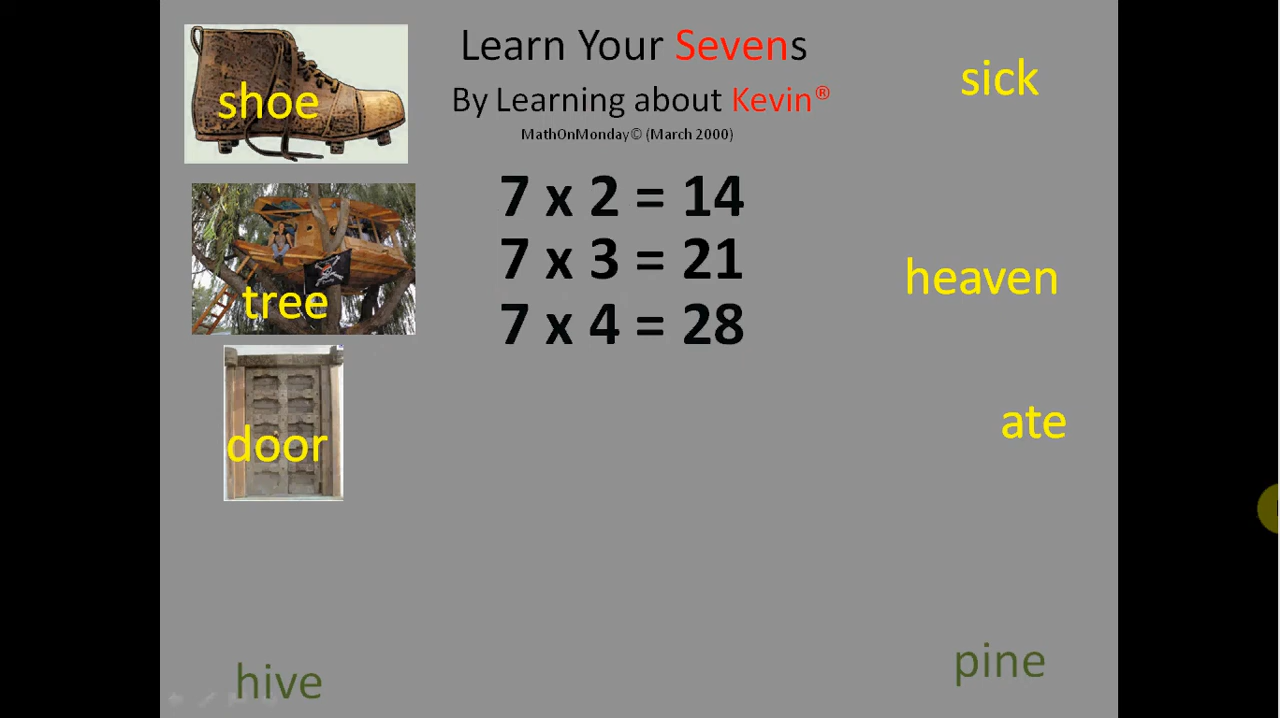 Learn Your Sevens
By Learning about Kevin®
MathOnMonday© (March 2000)
shoe
tree
door
hive
7 x 2 = 14
7 x 3 = 21
7 x 4 = 28
sick
heaven
ate
pine